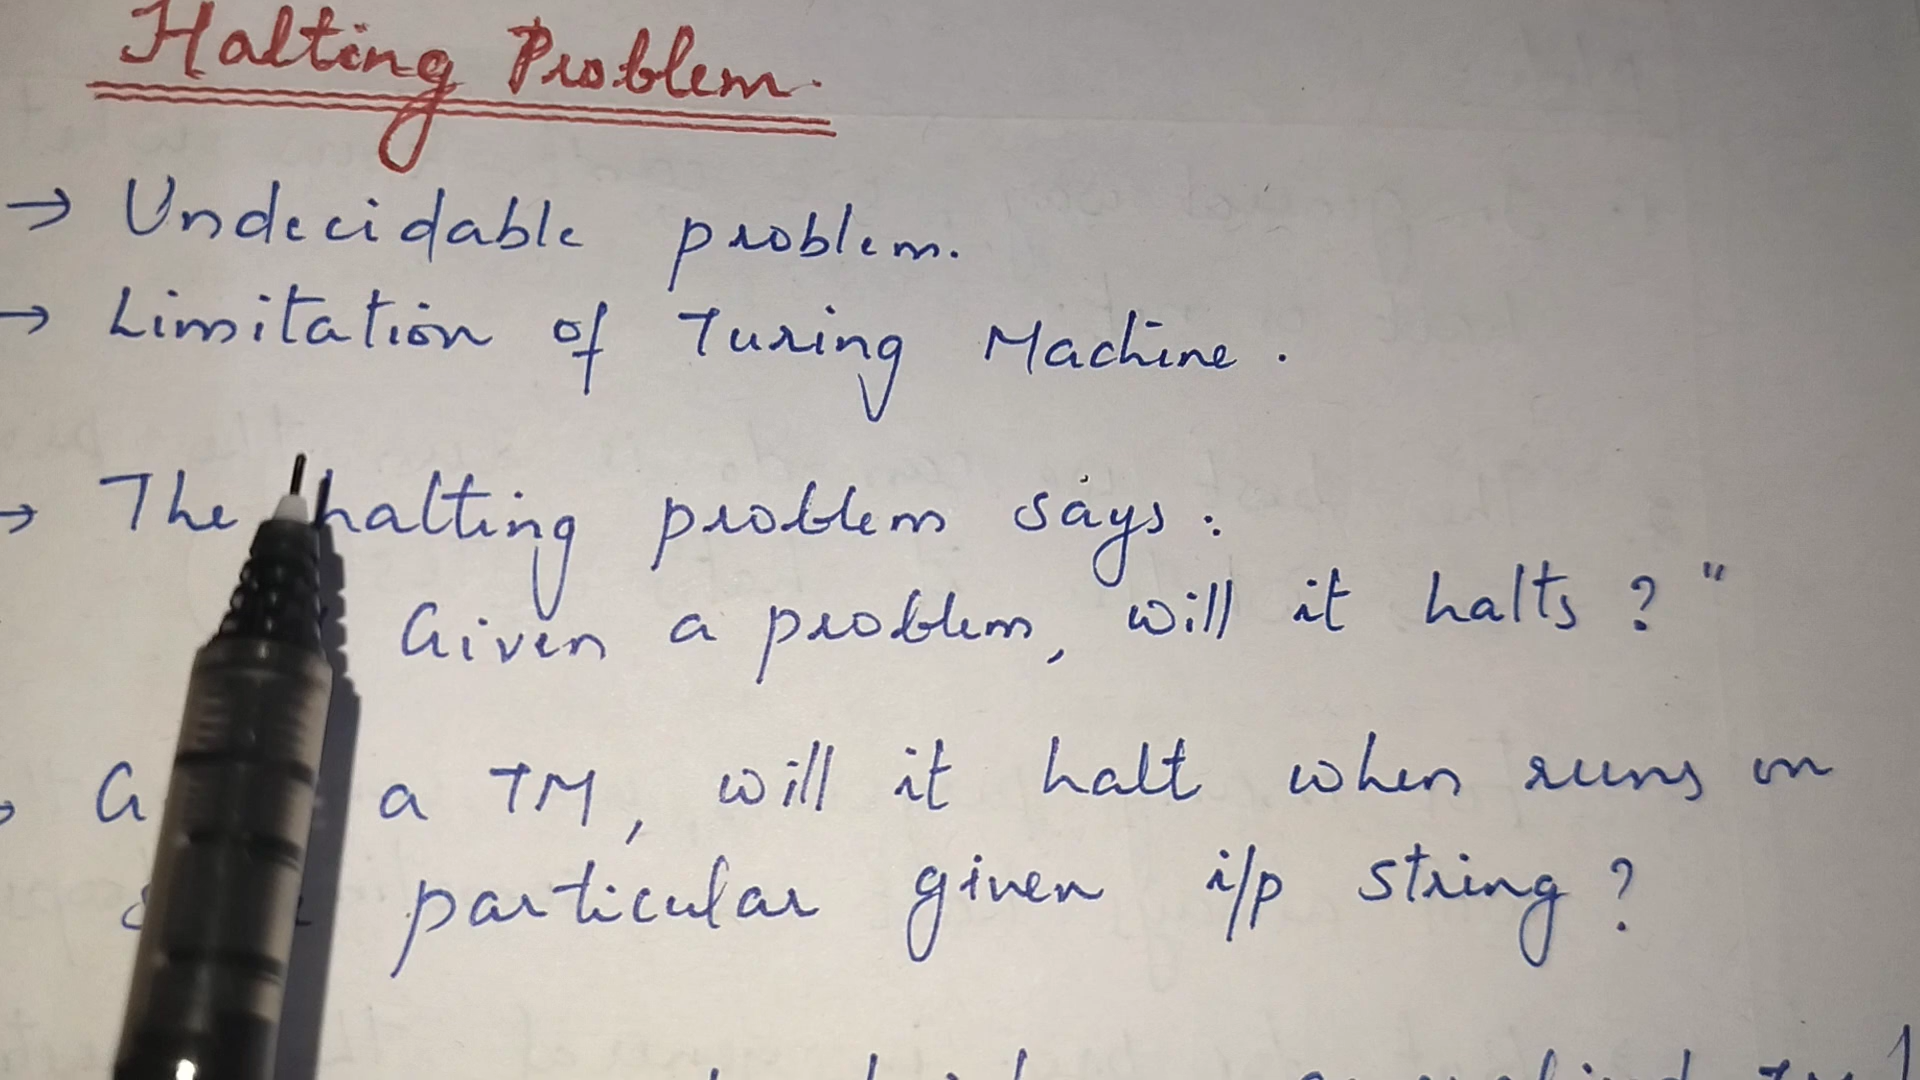 Halting Problem.
→ Undecidable problem.
→ Limitation of Turing Machine.
→ The halting problem says:
Given a problem, will it halts ? "
a TM, will it halt when runs on
particular given i/p string ?